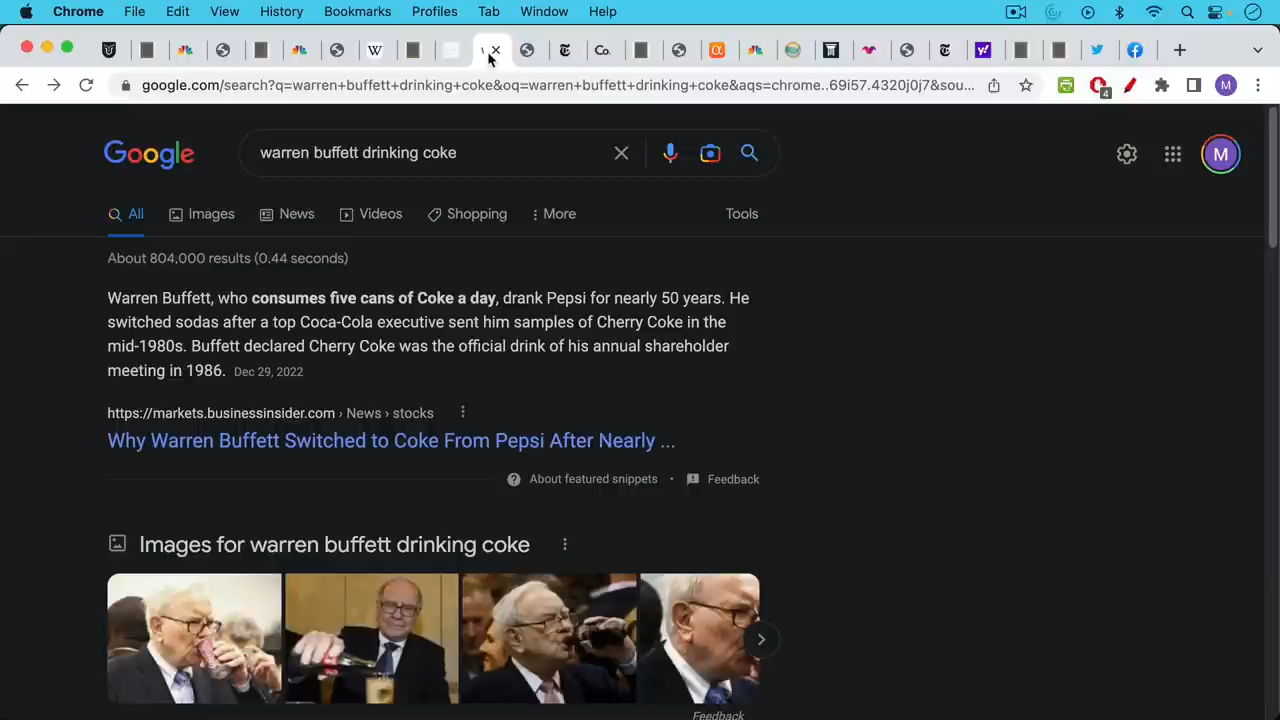 Chrome File Edit View History Bookmarks Profiles Tab Window Help
W Co. y!
google.com/search?q=warren+buffett+drinking+coke&oq=warren+buffett+drinking+coke&aqs=chrome..69i57.4320j0j7&sou... 4 M
Google warren buffett drinking coke M
All Images News Videos Shopping More Tools
About 804,000 results (0.44 seconds)
Warren Buffett, who consumes five cans of Coke a day, drank Pepsi for nearly 50 years. He
switched sodas after a top Coca-Cola executive sent him samples of Cherry Coke in the
mid-1980s. Buffett declared Cherry Coke was the official drink of his annual shareholder
meeting in 1986. Dec 29, 2022
https://markets.businessinsider.com › News › stocks
Why Warren Buffett Switched to Coke From Pepsi After Nearly ...
About featured snippets • Feedback
Images for warren buffett drinking coke
Feedback